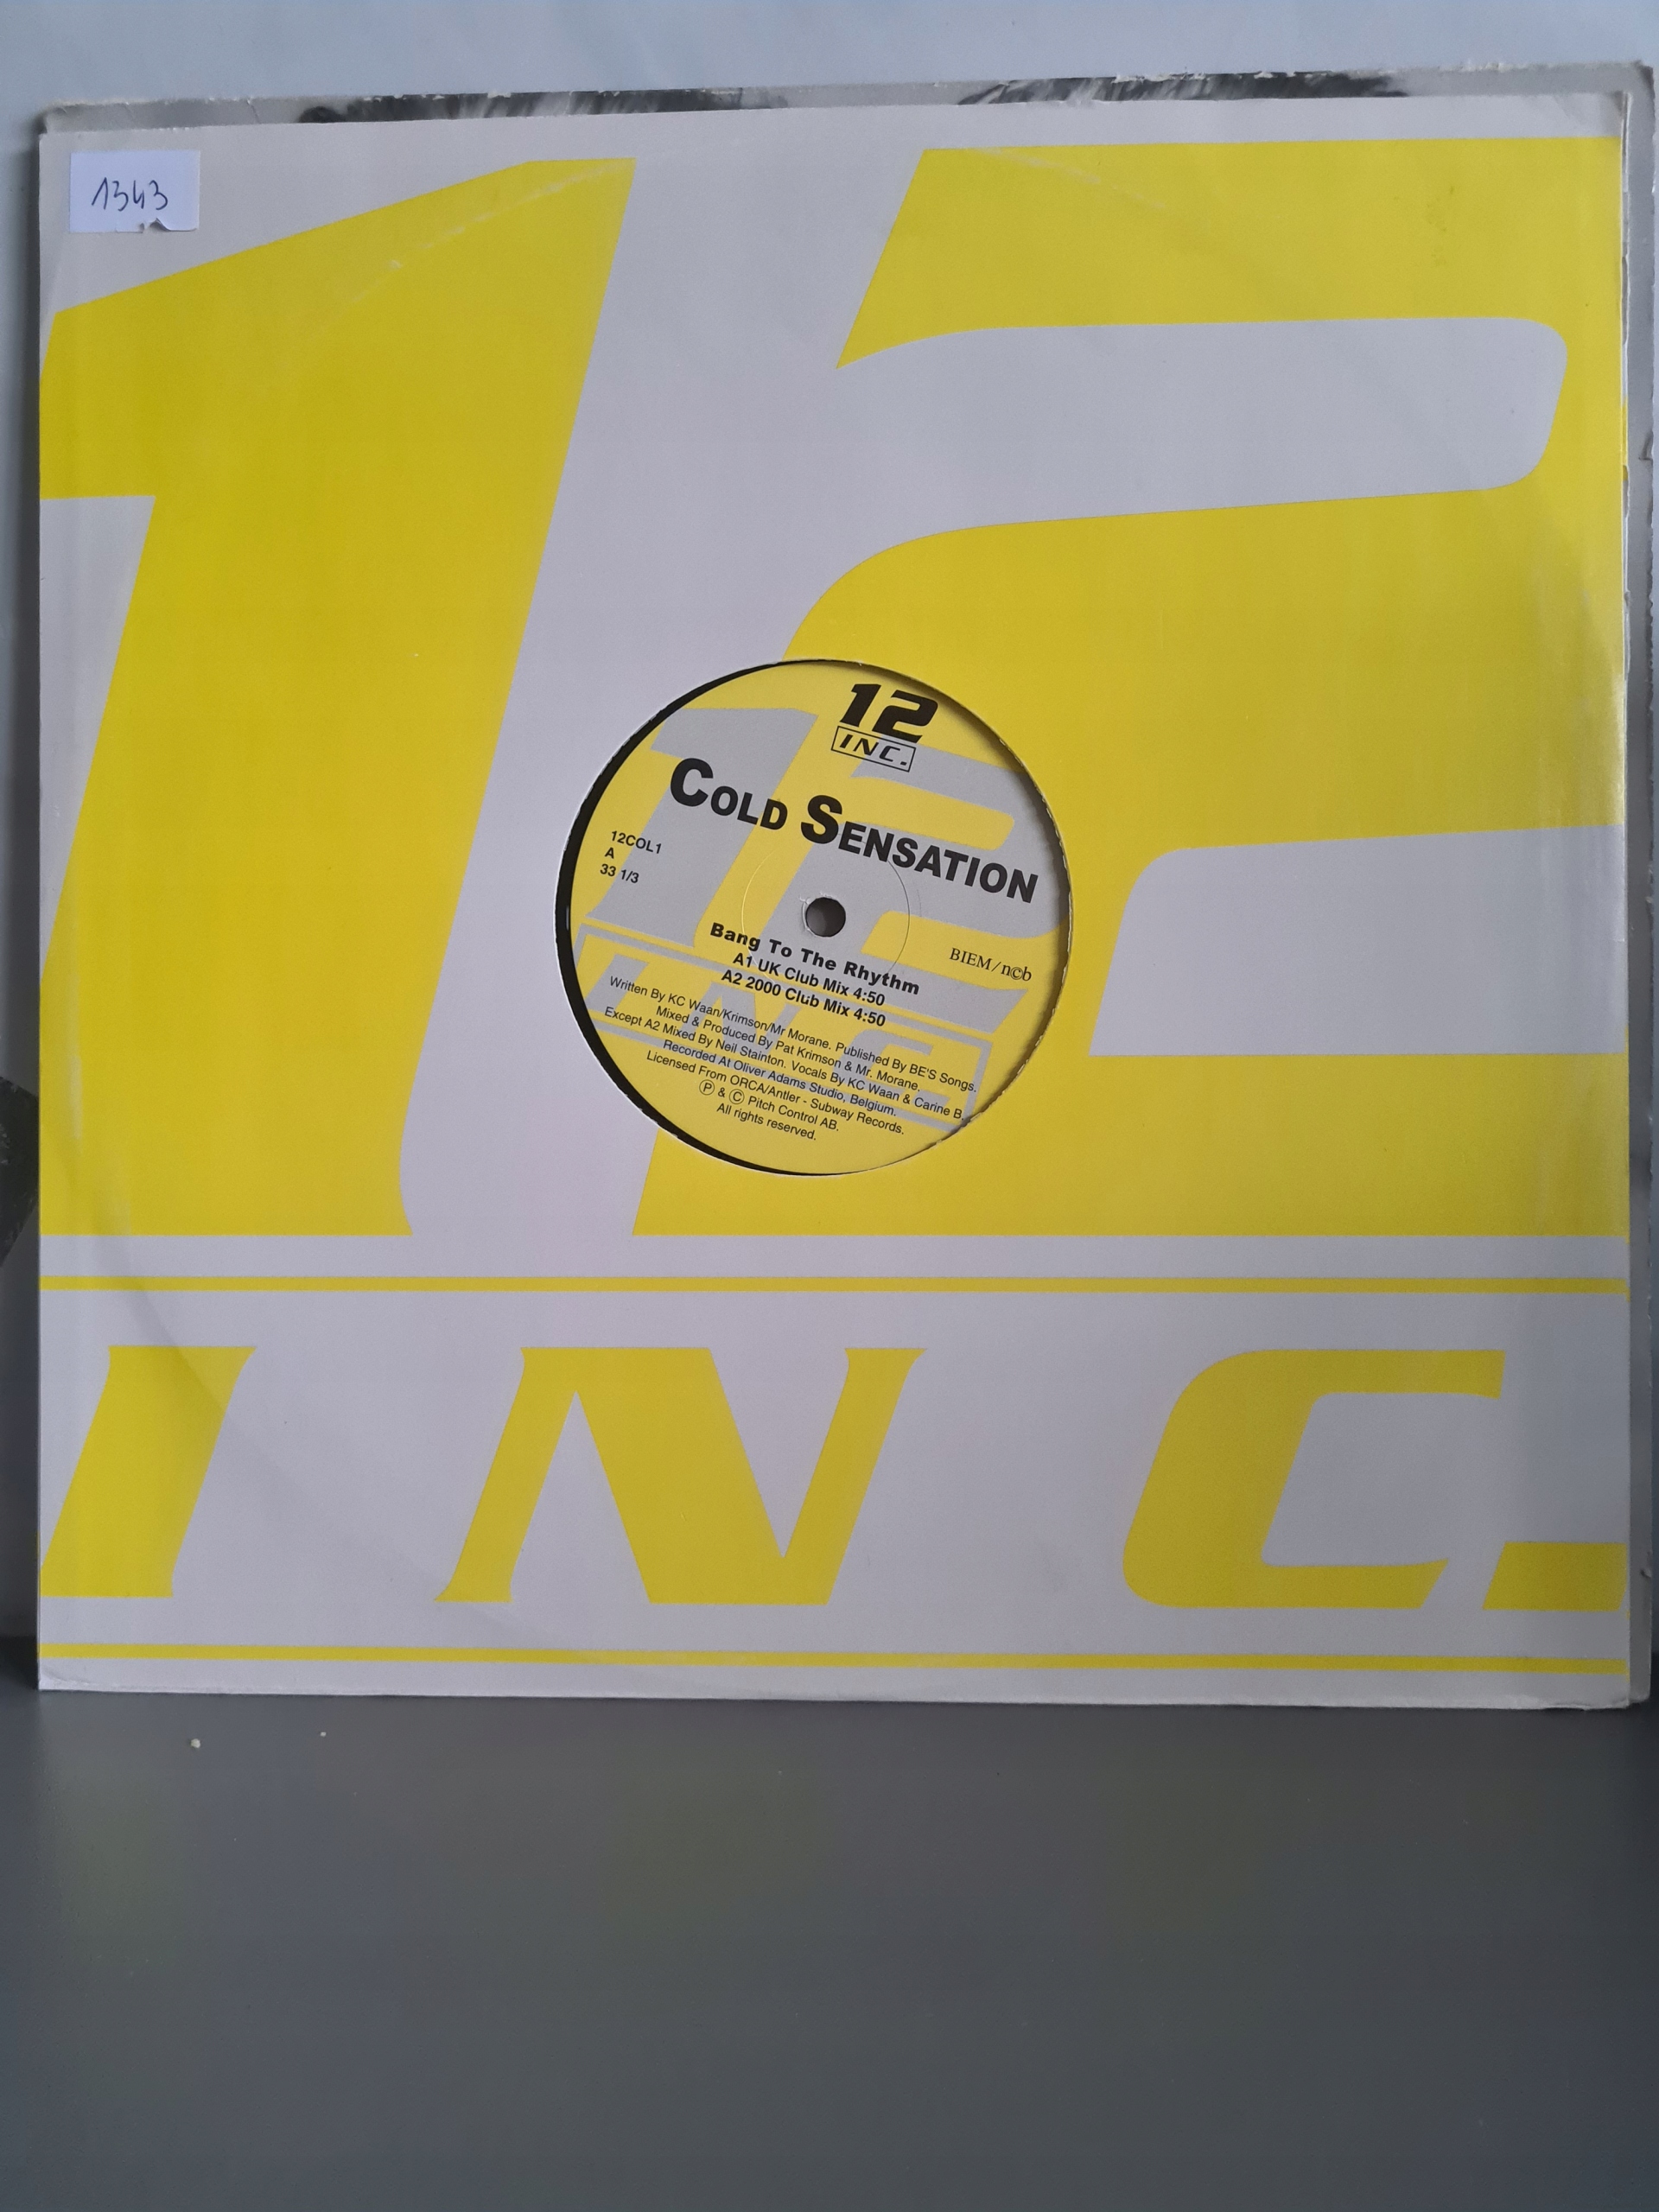 1343
12
INC.
12
INC.
COLD SENSATION
12COL1
A
33 1/3
BIEM/n©b
Bang To The Rhythm
A1 UK Club Mix 4:50
A2 2000 Club Mix 4:50
Written By KC Waan/Krimson/Mr Morane. Published By BE'S Songs.
Mixed & Produced By Pat Krimson & Mr. Morane.
Except A2 Mixed By Neil Stainton. Vocals By KC Waan & Carine B.
Recorded At Oliver Adams Studio, Belgium.
Licensed From ORCA/Antler - Subway Records.
Ⓟ & © Pitch Control AB.
All rights reserved.
12
INC.